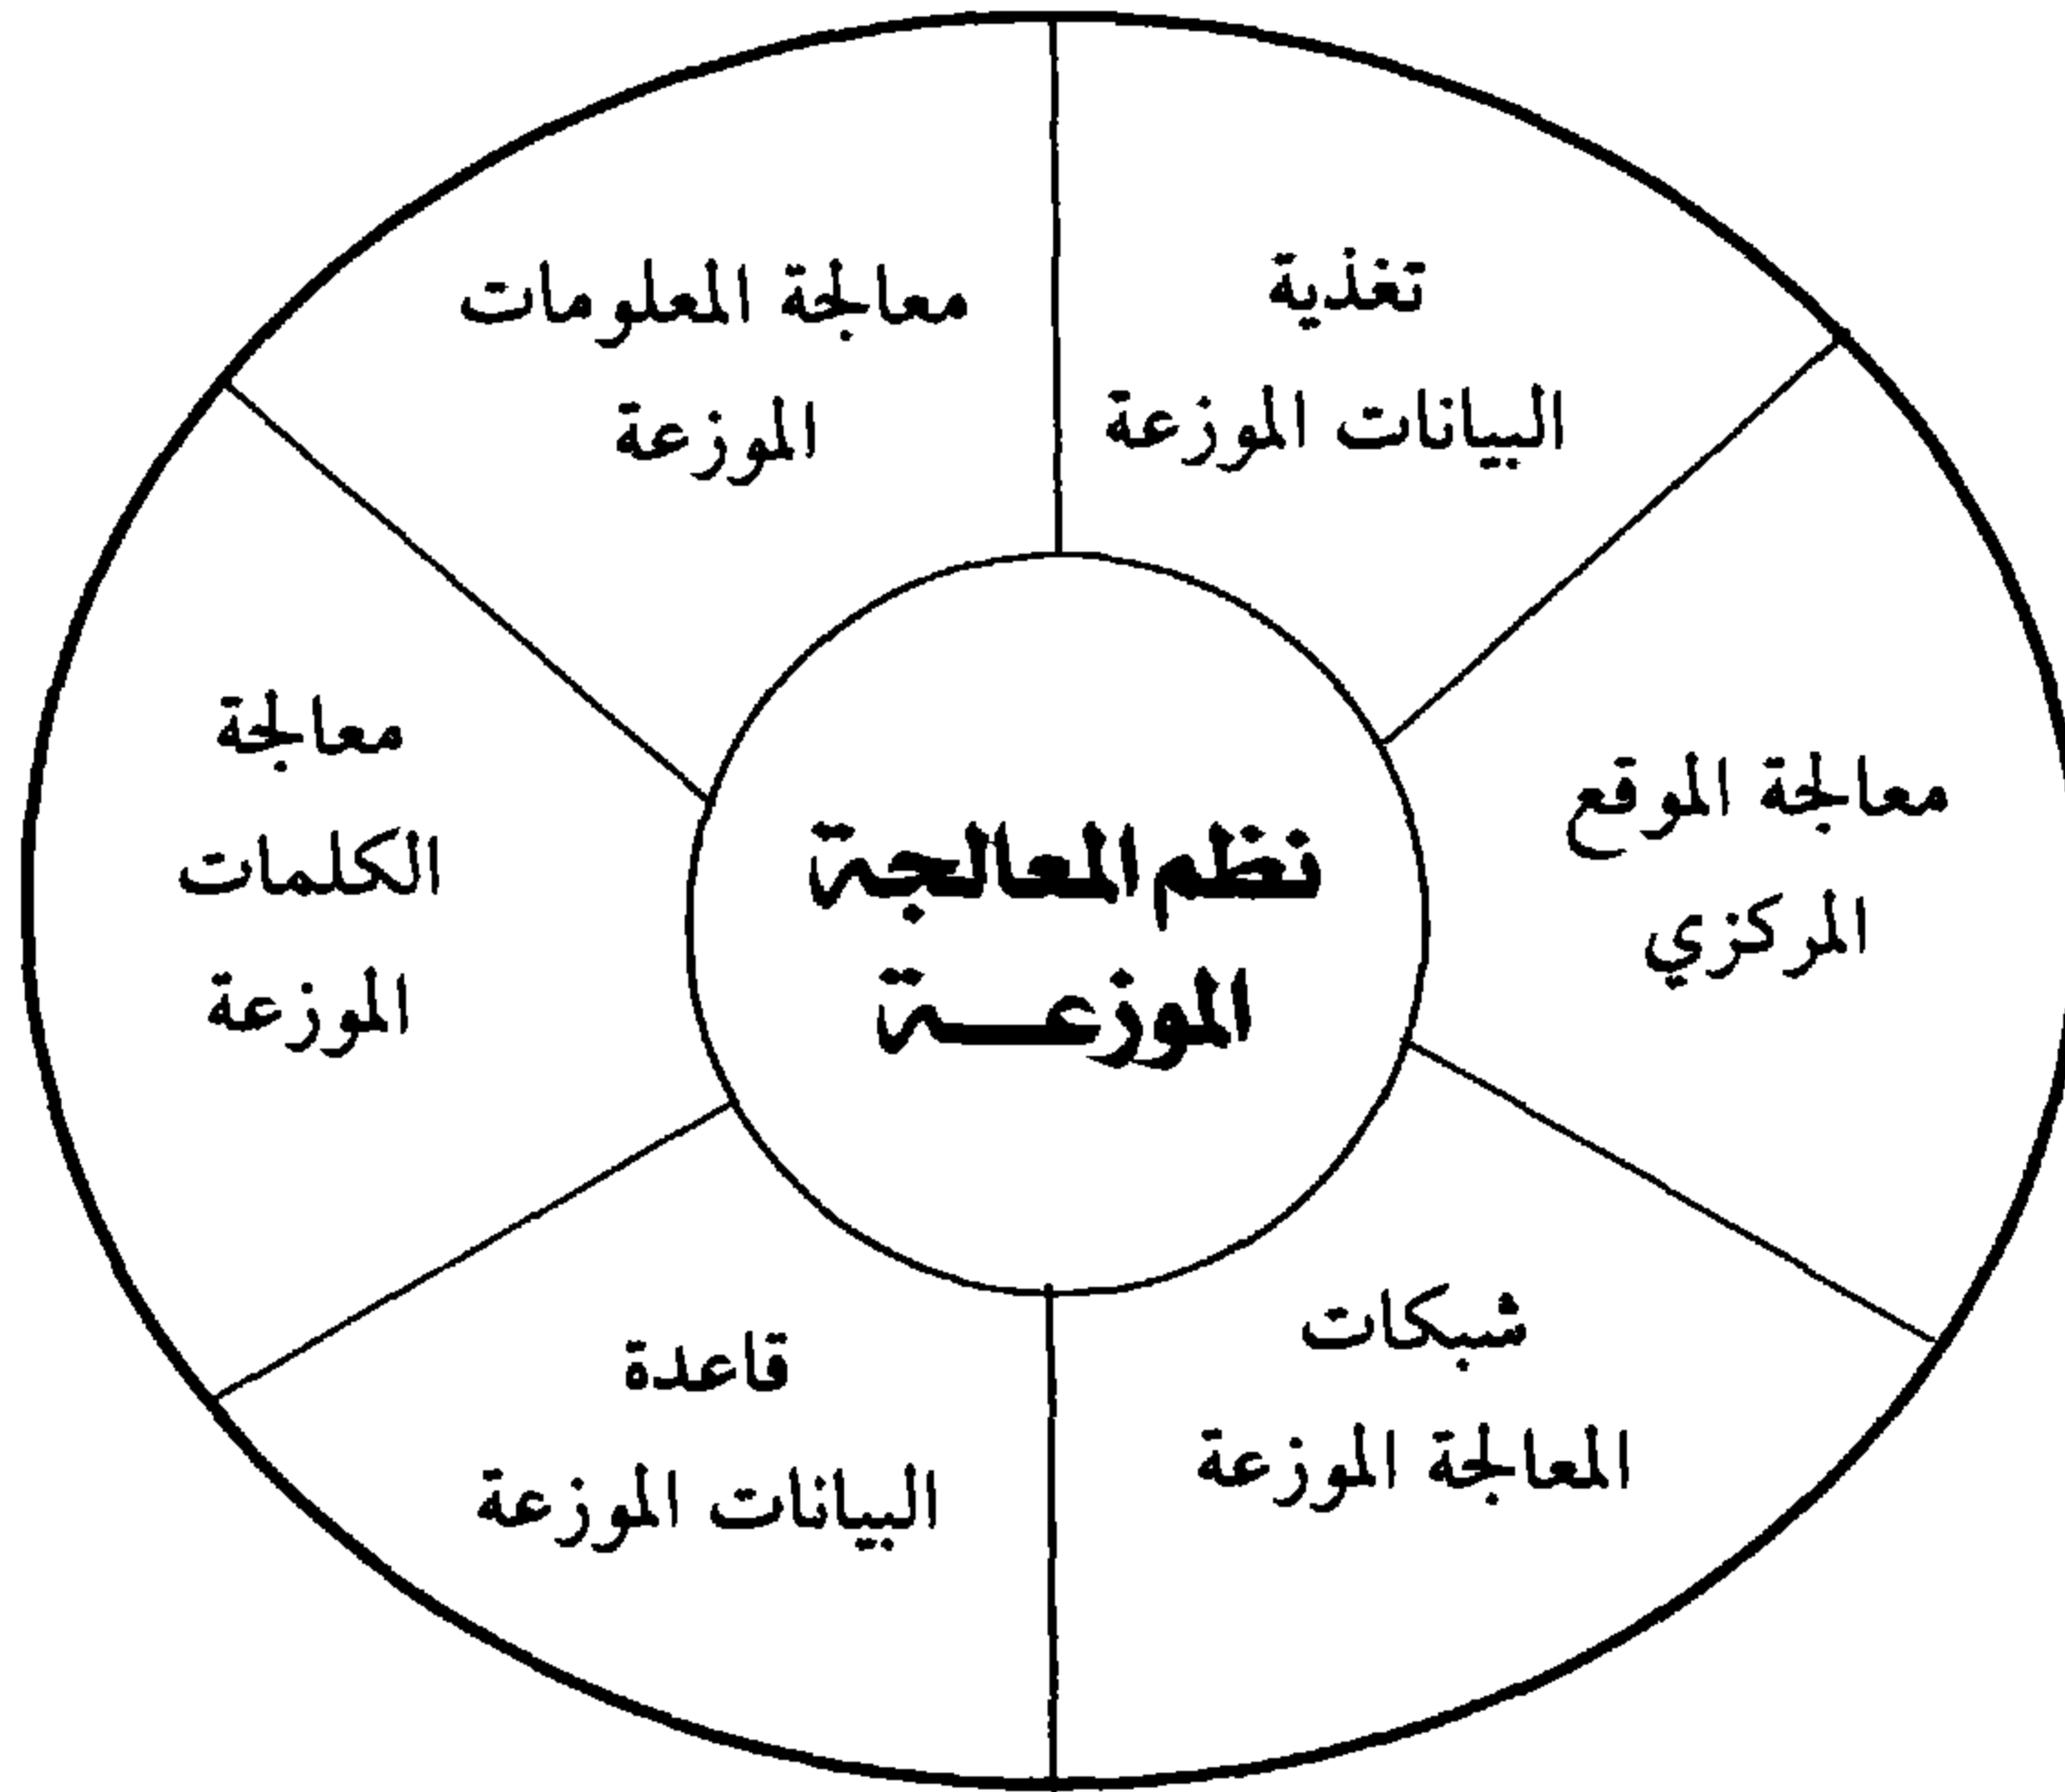 تغذية
البيانات الموزعة
معالجة المعلومات
الموزعة
معالجة الموقع
المركزي
معالجة
الكلمات
الموزعة
نظم المعالجة
الموزعـــة
شبكات
المعالجة الموزعة
قاعدة
البيانات الموزعة